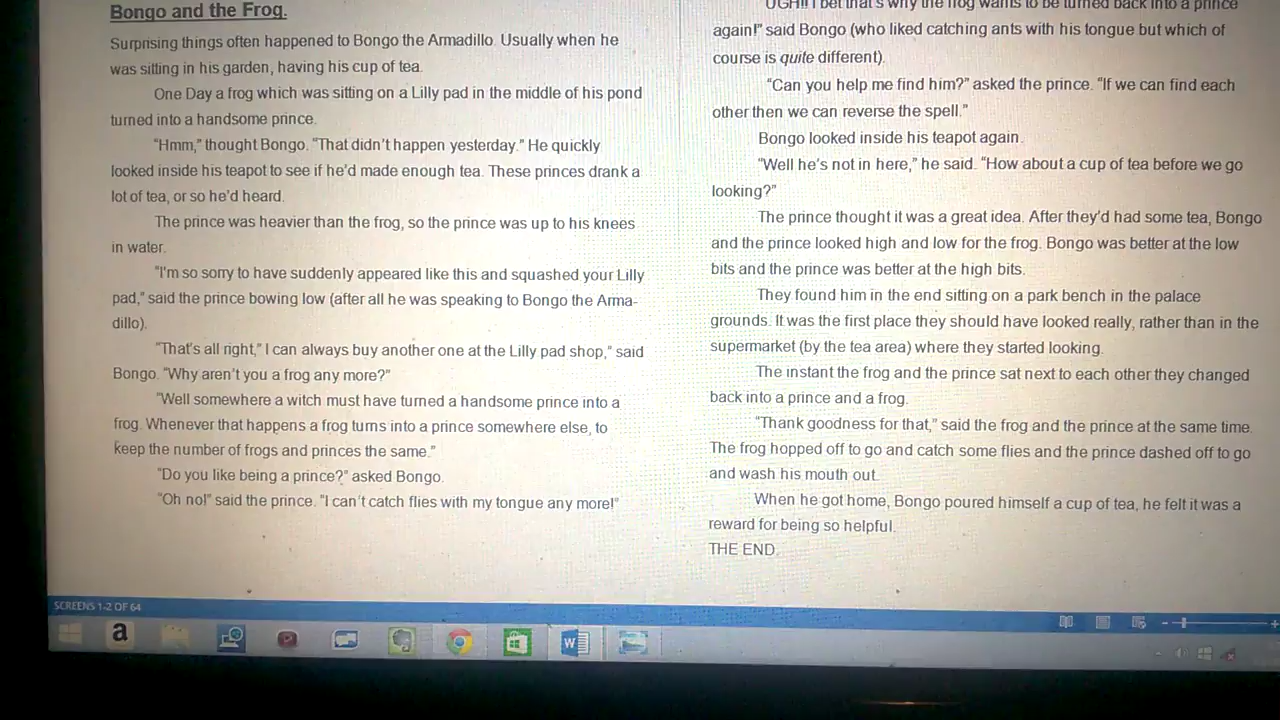 Bongo and the Frog.
Surprising things often happened to Bongo the Armadillo. Usually when he
was sitting in his garden, having his cup of tea.
One Day a frog which was sitting on a Lilly pad in the middle of his pond
turned into a handsome prince.
“Hmm,” thought Bongo. “That didn’t happen yesterday.” He quickly
looked inside his teapot to see if he’d made enough tea. These princes drank a
lot of tea, or so he’d heard.
The prince was heavier than the frog, so the prince was up to his knees
in water.
“I’m so sorry to have suddenly appeared like this and squashed your Lilly
pad,” said the prince bowing low (after all he was speaking to Bongo the Arma-
dillo).
“That’s all right,” I can always buy another one at the Lilly pad shop,” said
Bongo. “Why aren’t you a frog any more?”
“Well somewhere a witch must have turned a handsome prince into a
frog. Whenever that happens a frog turns into a prince somewhere else, to
keep the number of frogs and princes the same.”
“Do you like being a prince?” asked Bongo.
“Oh no!” said the prince. “I can’t catch flies with my tongue any more!”
“UGH!! I bet that’s why the frog wants to be turned back into a prince
again!” said Bongo (who liked catching ants with his tongue but which of
course is quite different).
“Can you help me find him?” asked the prince. “If we can find each
other then we can reverse the spell.”
Bongo looked inside his teapot again.
“Well he’s not in here,” he said. “How about a cup of tea before we go
looking?”
The prince thought it was a great idea. After they’d had some tea, Bongo
and the prince looked high and low for the frog. Bongo was better at the low
bits and the prince was better at the high bits.
They found him in the end sitting on a park bench in the palace
grounds. It was the first place they should have looked really, rather than in the
supermarket (by the tea area) where they started looking.
The instant the frog and the prince sat next to each other they changed
back into a prince and a frog.
“Thank goodness for that,” said the frog and the prince at the same time.
The frog hopped off to go and catch some flies and the prince dashed off to go
and wash his mouth out.
When he got home, Bongo poured himself a cup of tea, he felt it was a
reward for being so helpful.
THE END.
SCREENS 1-2 OF 64
a
W